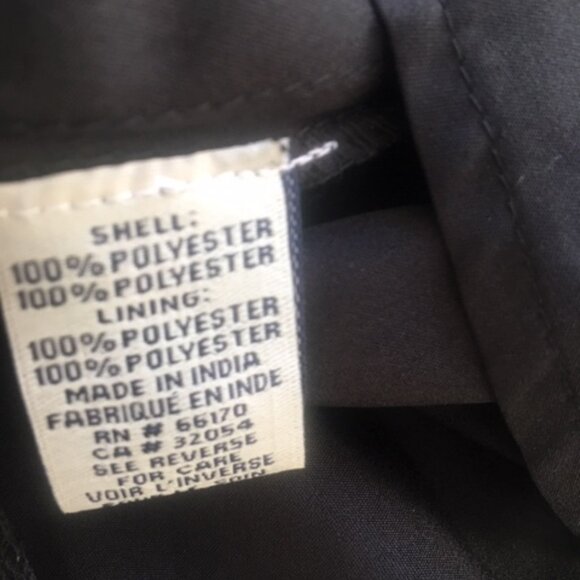 SHELL:
100% POLYESTER
100% POLYESTER
LINING:
100% POLYESTER
100% POLYESTER
MADE IN INDIA
FABRIQUÉ EN INDE
RN # 66170
CA # 32054
SEE REVERSE
FOR CARE
VOIR L'INVERSE